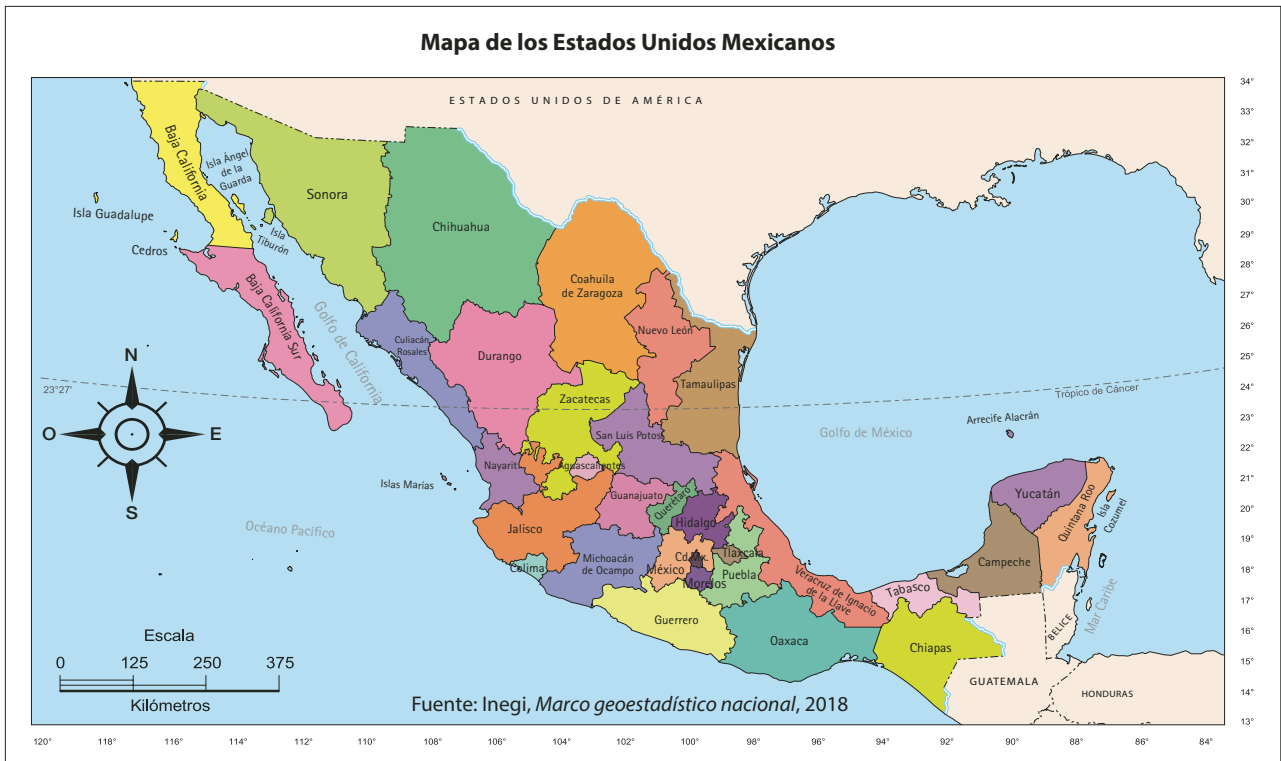 Mapa de los Estados Unidos Mexicanos
ESTADOS UNIDOS DE AMÉRICA
34°
33°
32°
31°
30°
29°
28°
27°
26°
25°
24°
23°
22°
21°
20°
19°
18°
17°
16°
15°
14°
13°
Baja California
Isla Ángel
de la
Guarda
Sonora
Chihuahua
Isla Guadalupe
Isla
Tiburón
Cedros
Coahuila
de Zaragoza
Baja California Sur
Golfo de California
Nuevo León
Culiacán
Rosales
Durango
Tamaulipas
23°27'
Trópico de Cáncer
Zacatecas
Arrecife Alacrán
San Luis Potos
Golfo de México
N
O
E
S
Nayarit
Aguascalientes
Islas Marías
Guanajuato
Querétaro
Yucatán
Quintana Roo
Isla
Cozumel
Océano Pacífico
Jalisco
Hidalgo
Michoacán
de Ocampo
Cd.Mx.
Tlaxcala
Colima
México
Puebla
Morelos
Veracruz de Ignacio
de la Llave
Tabasco
Campeche
Mar Caribe
Guerrero
Oaxaca
Chiapas
BELICE
GUATEMALA
HONDURAS
Escala
0 125 250 375
Kilómetros
Fuente: Inegi, Marco geoestadístico nacional, 2018
120° 118° 116° 114° 112° 110° 108° 106° 104° 102° 100° 98° 96° 94° 92° 90° 88° 86° 84°